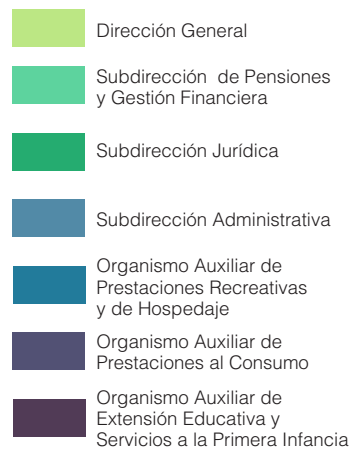 Dirección General
Subdirección de Pensiones
y Gestión Financiera
Subdirección Jurídica
Subdirección Administrativa
Organismo Auxiliar de
Prestaciones Recreativas
y de Hospedaje
Organismo Auxiliar de
Prestaciones al Consumo
Organismo Auxiliar de
Extensión Educativa y
Servicios a la Primera Infancia